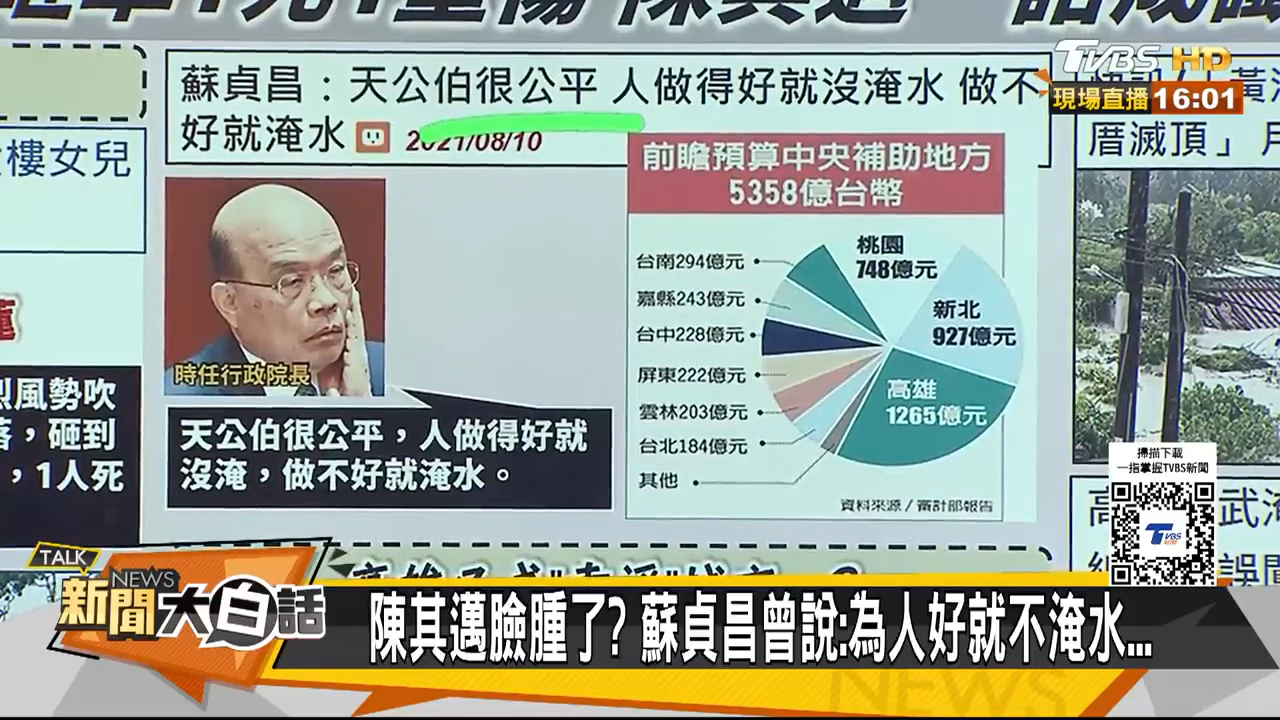 TVBS HD
現場直播 16:01
蘇貞昌：天公伯很公平 人做得好就沒淹水 做不
好就淹水
2021/08/10
樓女兒
厝滅頂」
前瞻預算中央補助地方
5358億台幣
桃園
748億元
新北
927億元
高雄
1265億元
台南294億元
嘉縣243億元
台中228億元
屏東222億元
雲林203億元
台北184億元
其他
資料來源／審計部報告
時任行政院長
天公伯很公平，人做得好就
沒淹，做不好就淹水。
烈風勢吹
落，砸到
，1人死
掃描下載
一指掌握TVBS新聞
TVBS
TALK
NEWS
新聞大白話
陳其邁臉腫了? 蘇貞昌曾說:為人好就不淹水...
NEWS